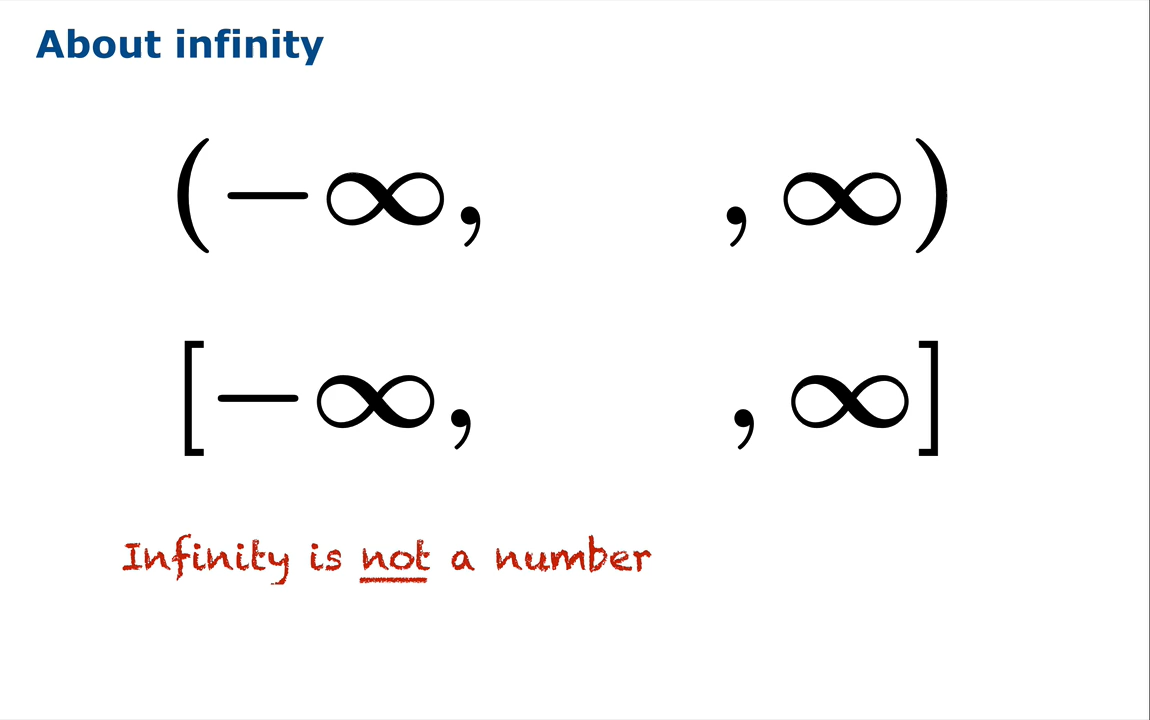 About infinity
(−∞, , ∞)
[−∞, , ∞]
Infinity is not a number